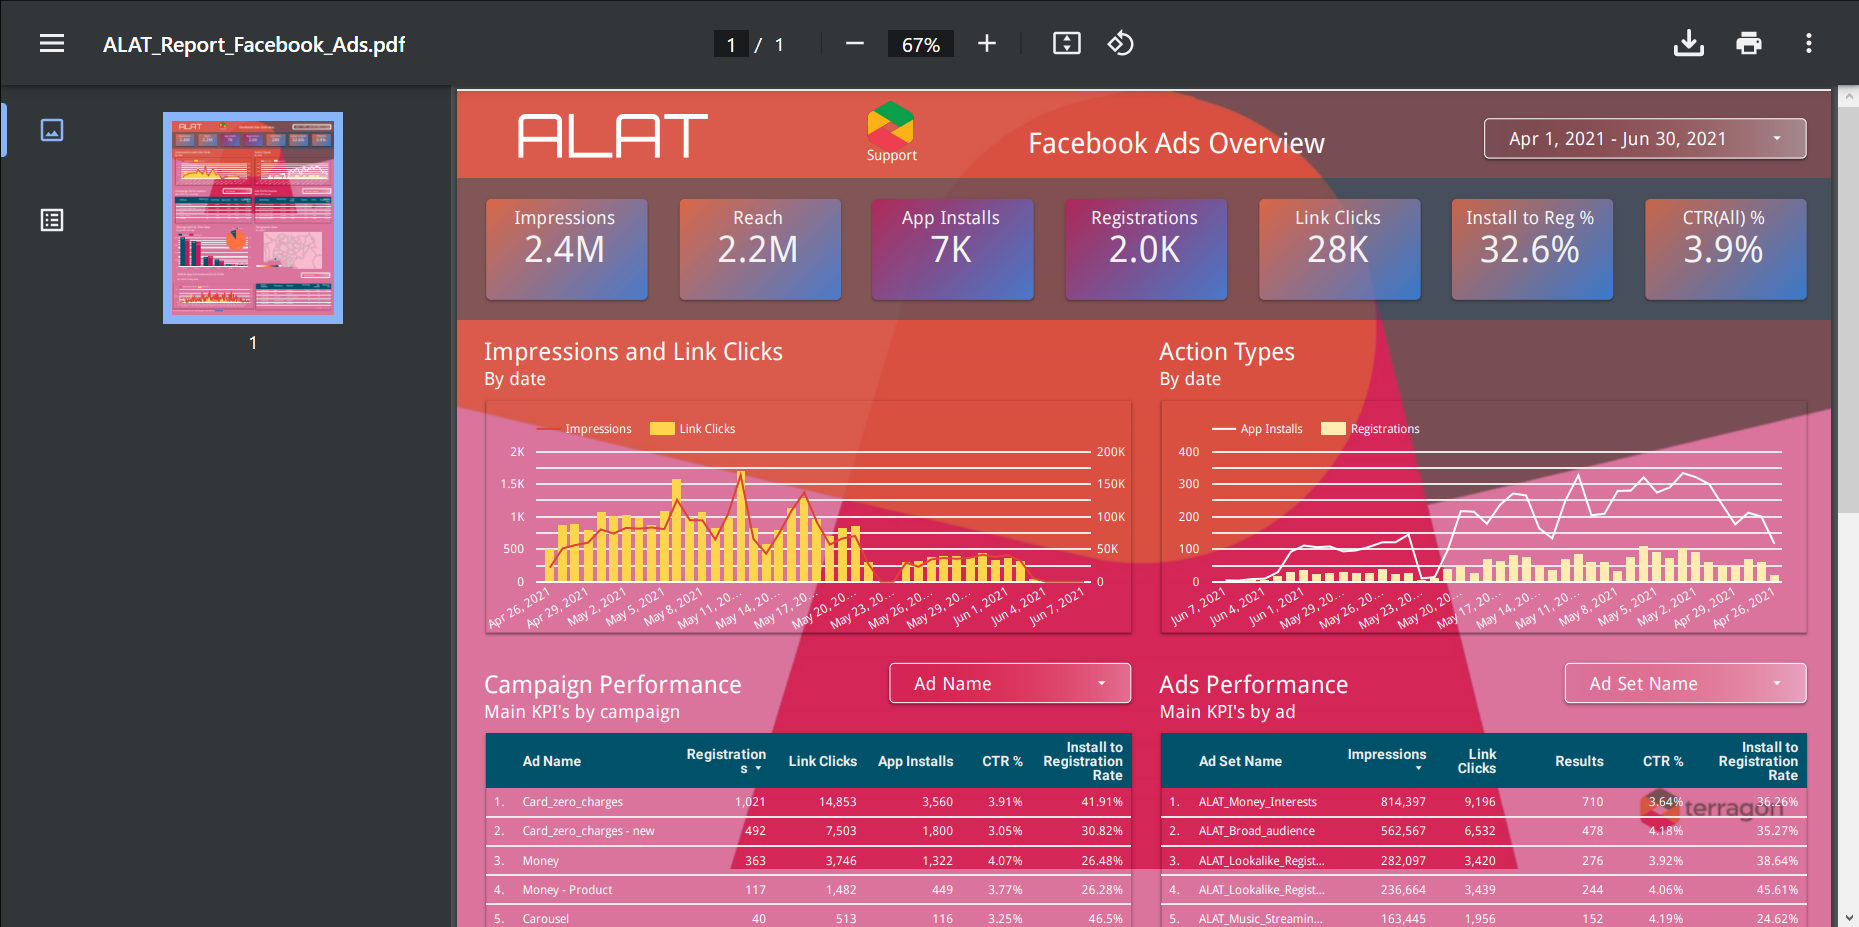 ALAT_Report_Facebook_Ads.pdf
1 / 1
67%
1
ALAT
Support
Facebook Ads Overview
Apr 1, 2021 - Jun 30, 2021
Impressions
2.4M
Reach
2.2M
App Installs
7K
Registrations
2.0K
Link Clicks
28K
Install to Reg %
32.6%
CTR(All) %
3.9%
Impressions and Link Clicks
By date
Impressions Link Clicks
2K 200K
1.5K 150K
1K 100K
500 50K
0 0
Apr 26, 2021 Apr 29, 2021 May 2, 2021 May 5, 2021 May 8, 2021 May 11, 20... May 14, 20... May 17, 20... May 20, 20... May 23, 20... May 26, 20... May 29, 20... Jun 1, 2021 Jun 4, 2021 Jun 7, 2021
Action Types
By date
App Installs Registrations
400
300
200
100
0
Jun 7, 2021 Jun 4, 2021 Jun 1, 2021 May 29, 20... May 26, 20... May 23, 20... May 20, 20... May 17, 20... May 14, 20... May 11, 20... May 8, 2021 May 5, 2021 May 2, 2021 Apr 29, 2021 Apr 26, 2021
Campaign Performance
Main KPI's by campaign
Ad Name
Ad Name Registrations Link Clicks App Installs CTR % Install to Registration Rate
1. Card_zero_charges 1,021 14,853 3,560 3.91% 41.91%
2. Card_zero_charges - new 492 7,503 1,800 3.05% 30.82%
3. Money 363 3,746 1,322 4.07% 26.48%
4. Money - Product 117 1,482 449 3.77% 26.28%
5. Carousel 40 513 116 3.25% 46.5%
Ads Performance
Main KPI's by ad
Ad Set Name
Ad Set Name Impressions Link Clicks Results CTR % Install to Registration Rate
1. ALAT_Money_Interests 814,397 9,196 710 3.64% 36.26%
2. ALAT_Broad_audience 562,567 6,532 478 4.18% 35.27%
3. ALAT_Lookalike_Regist... 282,097 3,420 276 3.92% 38.64%
4. ALAT_Lookalike_Regist... 236,664 3,439 244 4.06% 45.61%
5. ALAT_Music_Streamin... 163,445 1,956 152 4.19% 24.62%
terragon